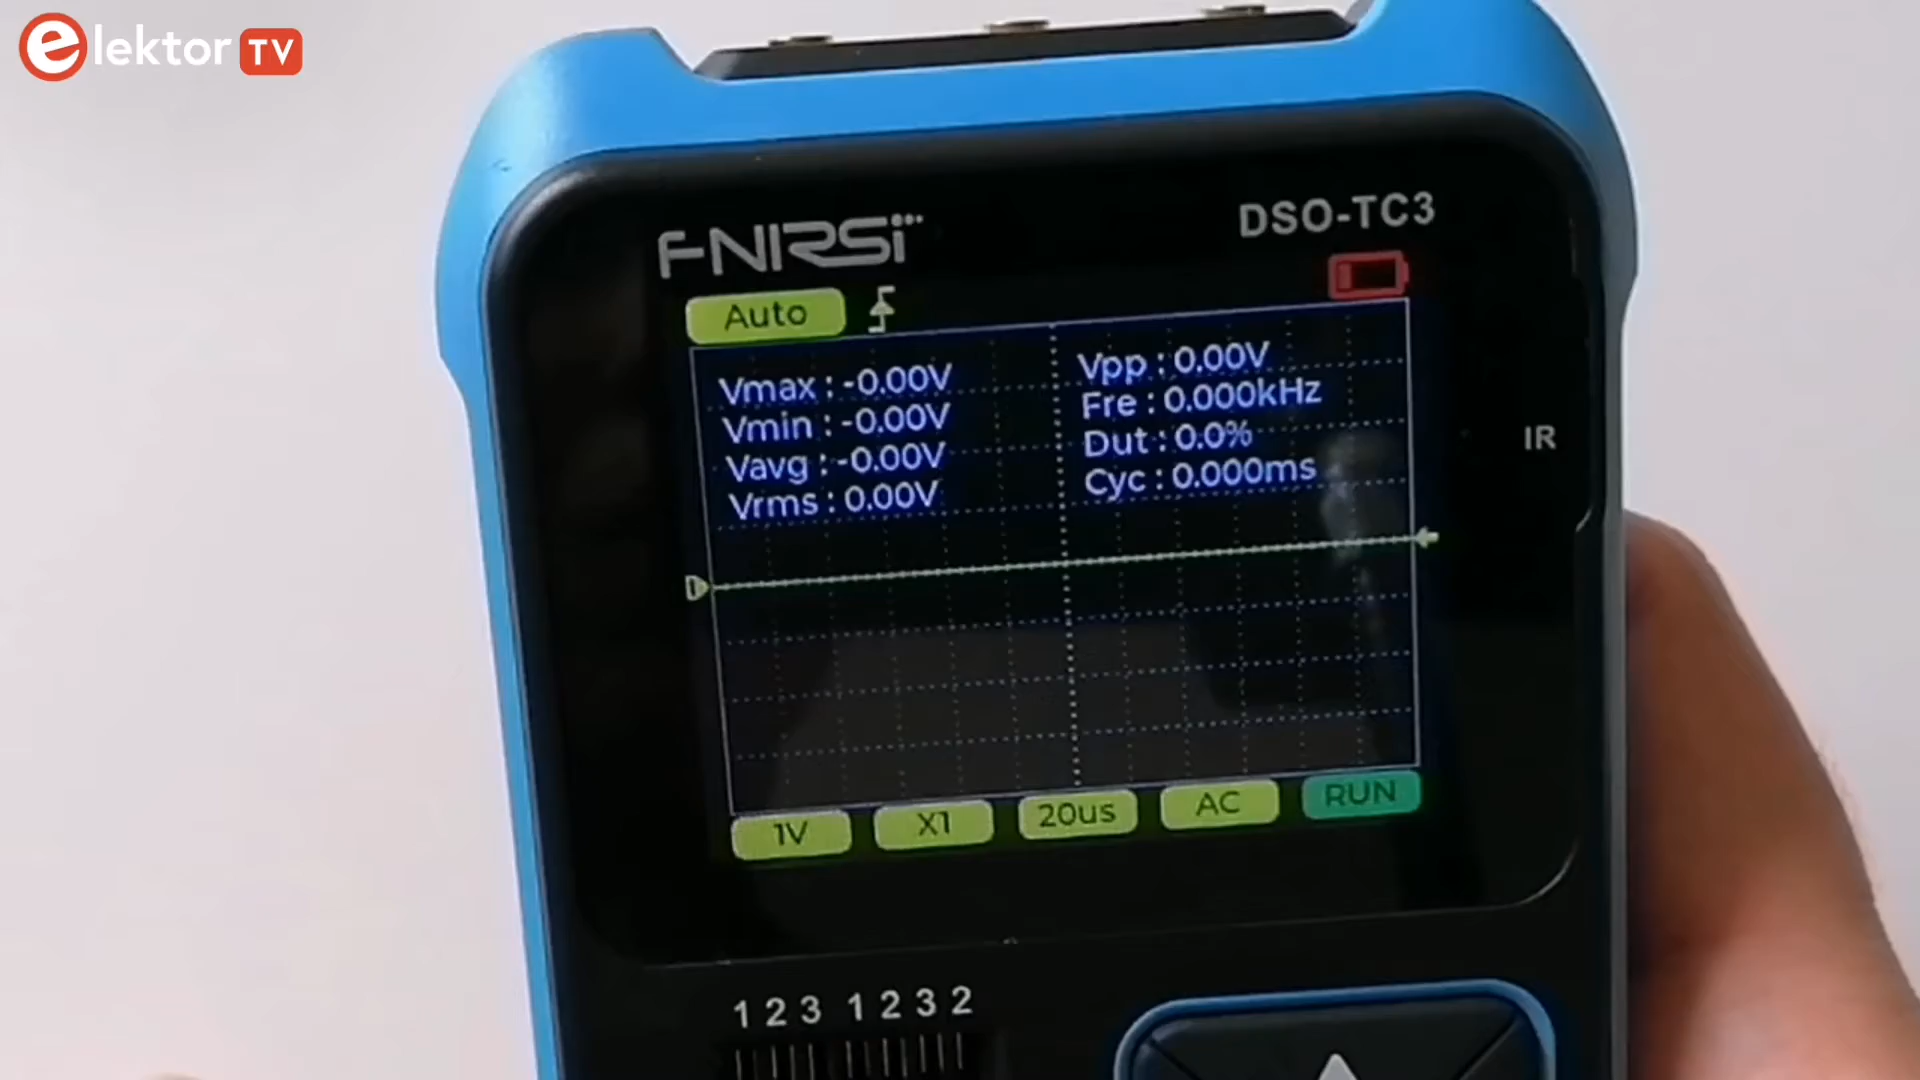 elektor TV
FNIRSI
DSO-TC3
Auto
Vmax : -0.00V
Vmin : -0.00V
Vavg : -0.00V
Vrms : 0.00V
Vpp : 0.00V
Fre : 0.000kHz
Dut : 0.0%
Cyc : 0.000ms
IR
1V
X1
20us
AC
RUN
1 2 3 1 2 3 2